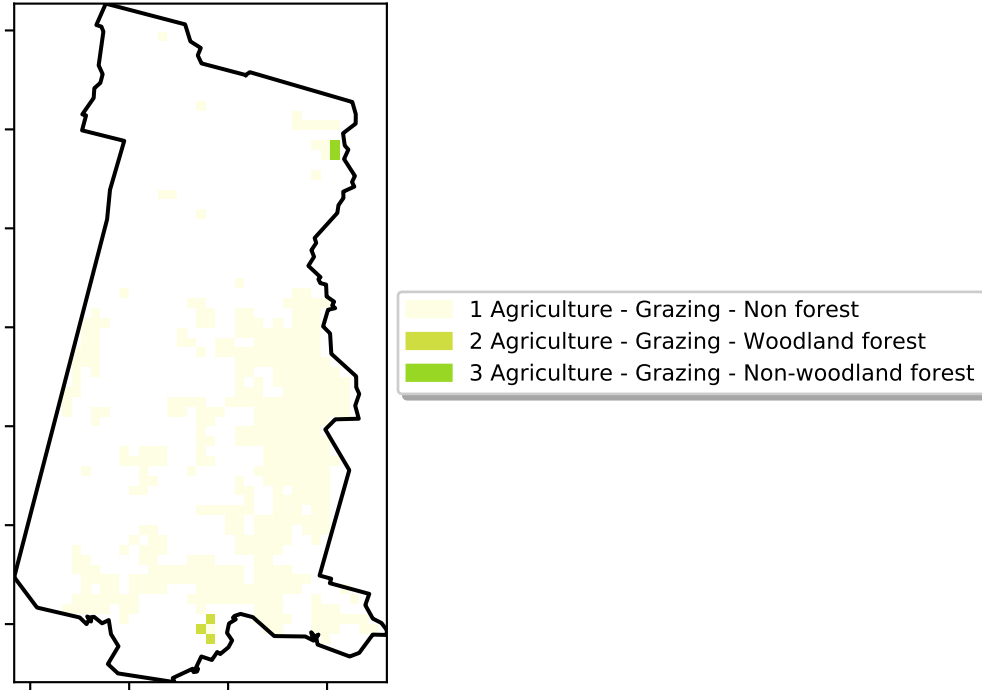 1 Agriculture - Grazing - Non forest
2 Agriculture - Grazing - Woodland forest
3 Agriculture - Grazing - Non-woodland forest